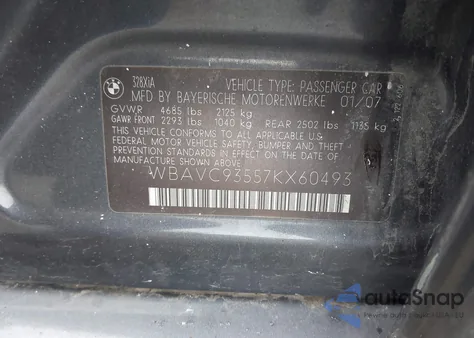 BMW
328XiA VEHICLE TYPE: PASSENGER CAR
MFD BY BAYERISCHE MOTORENWERKE 01/07
GVWR 4685 lbs 2125 kg
GAWR FRONT 2293 lbs 1040 kg REAR 2502 lbs 1135 kg
THIS VEHICLE CONFORMS TO ALL APPLICABLE
FEDERAL MOTOR VEHICLE SAFETY, BUMPER AND THEFT
PREVENTION STANDARDS IN EFFECT ON THE DATE OF
MANUFACTURE SHOWN ABOVE.
WBAVC93557KX60493
autoSnap